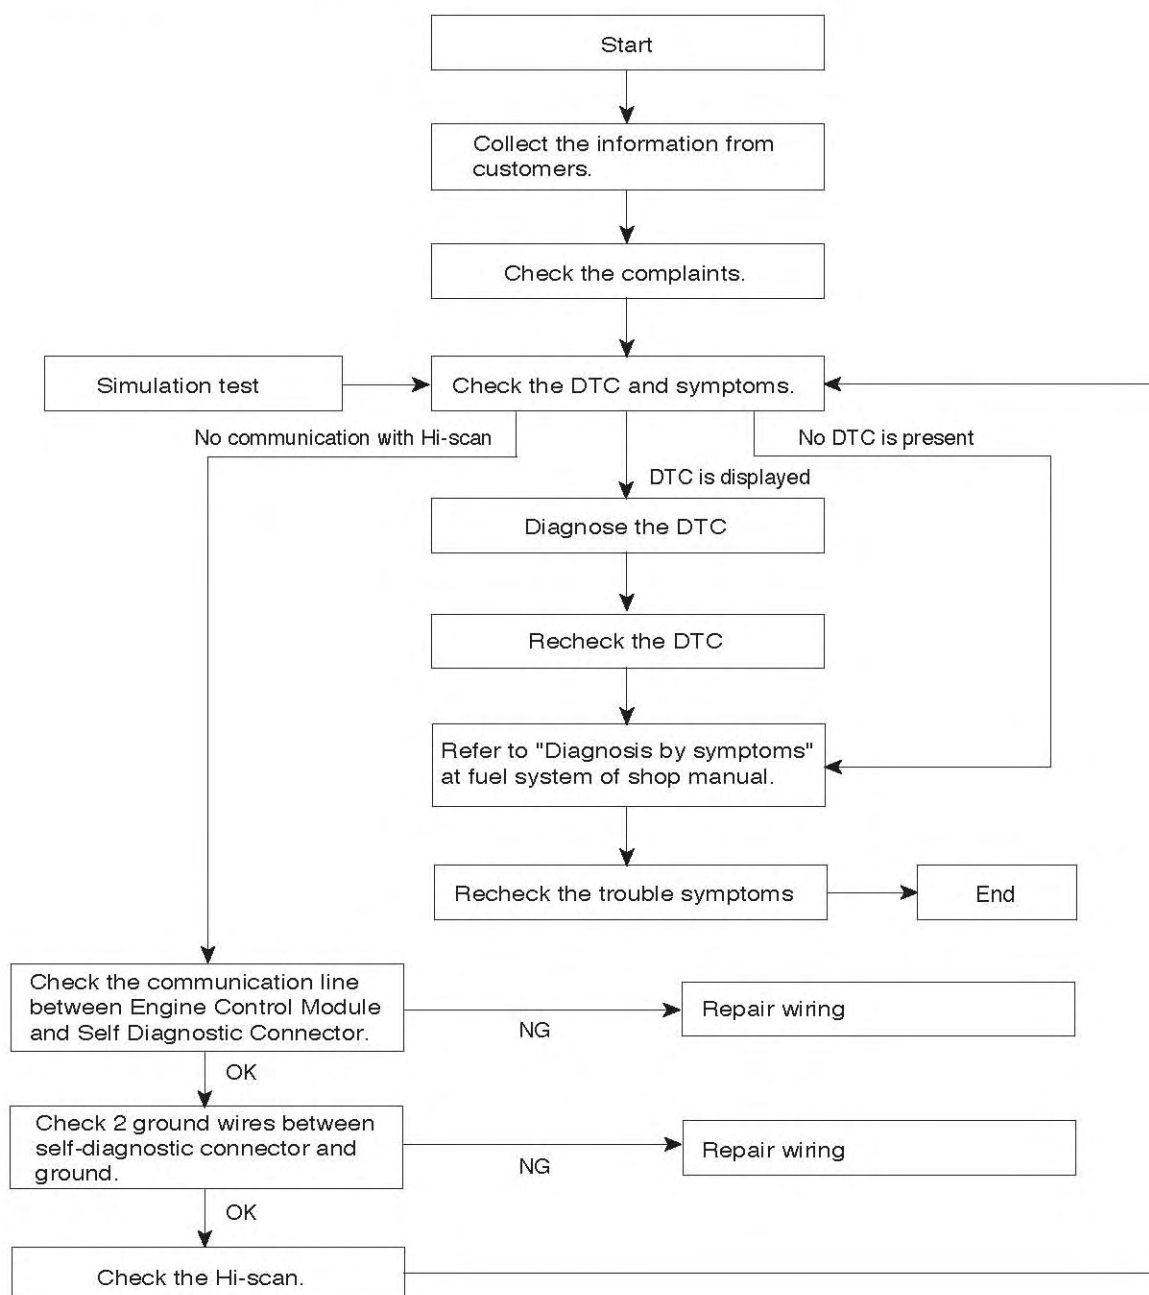 Start
Collect the information from
customers.
Check the complaints.
Simulation test
Check the DTC and symptoms.
No communication with Hi-scan
No DTC is present
DTC is displayed
Diagnose the DTC
Recheck the DTC
Refer to "Diagnosis by symptoms"
at fuel system of shop manual.
Recheck the trouble symptoms
End
Check the communication line
between Engine Control Module
and Self Diagnostic Connector.
NG
Repair wiring
OK
Check 2 ground wires between
self-diagnostic connector and
ground.
NG
Repair wiring
OK
Check the Hi-scan.